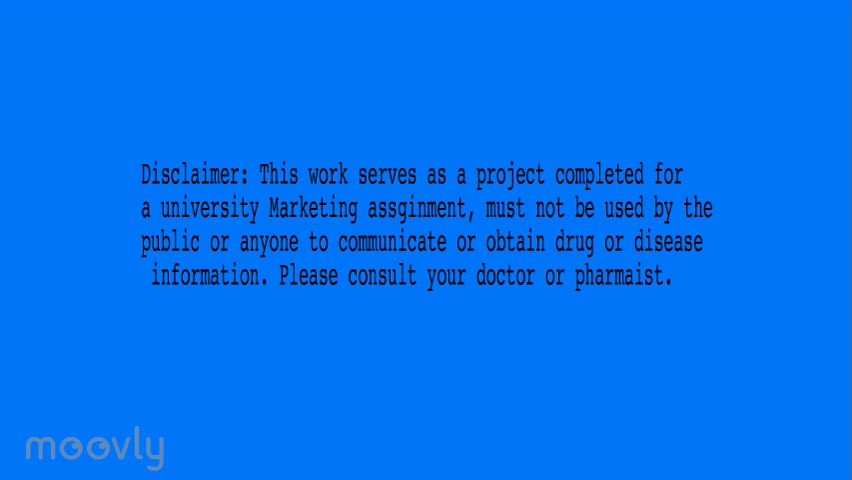 Disclaimer: This work serves as a project completed for
a university Marketing assginment, must not be used by the
public or anyone to communicate or obtain drug or disease
information. Please consult your doctor or pharmaist.
moovly